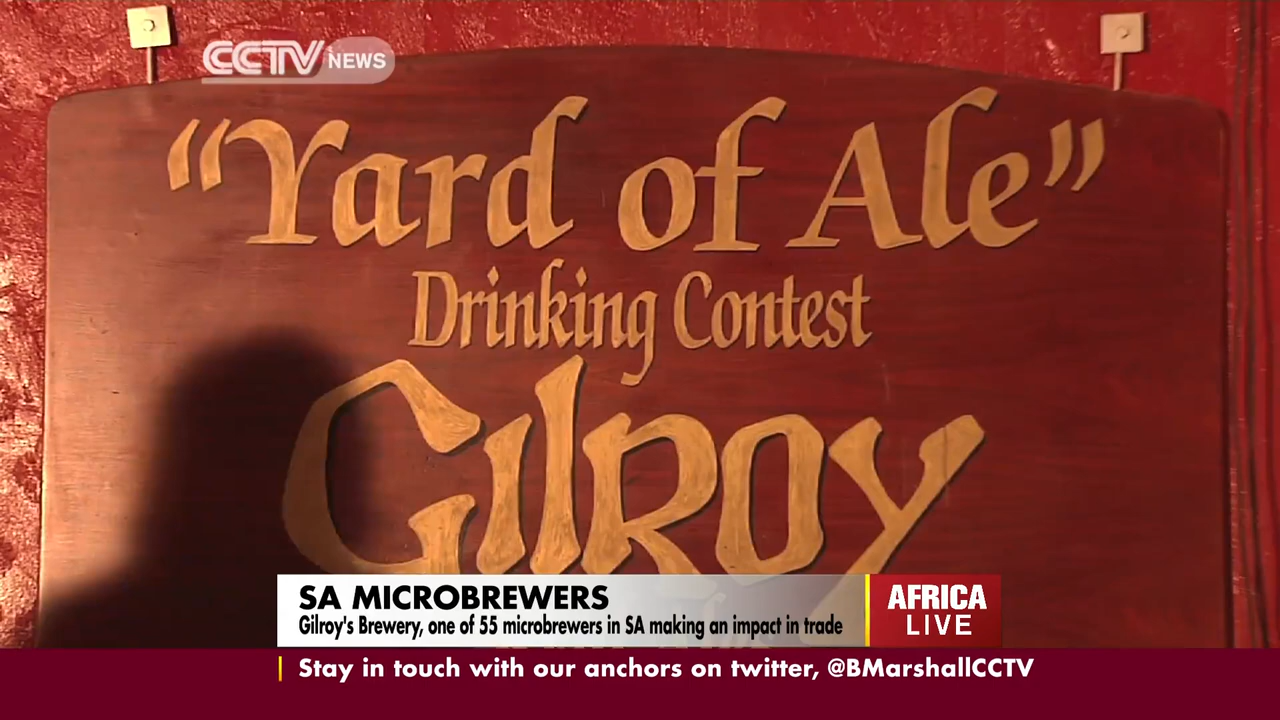 CCTV NEWS
“Yard of Ale”
Drinking Contest
Gilroy
SA MICROBREWERS
Gilroy's Brewery, one of 55 microbrewers in SA making an impact in trade
AFRICA
LIVE
Stay in touch with our anchors on twitter, @BMarshallCCTV